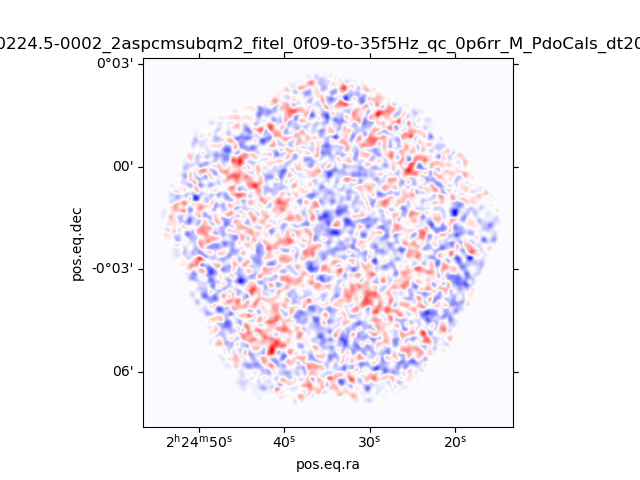 0224.5-0002_2aspcmsubqm2_fitel_0f09-to-35f5Hz_qc_0p6rr_M_PdoCals_dt20
0°03'
00'
-0°03'
06'
pos.eq.dec
2h24m50s 40s 30s 20s
pos.eq.ra